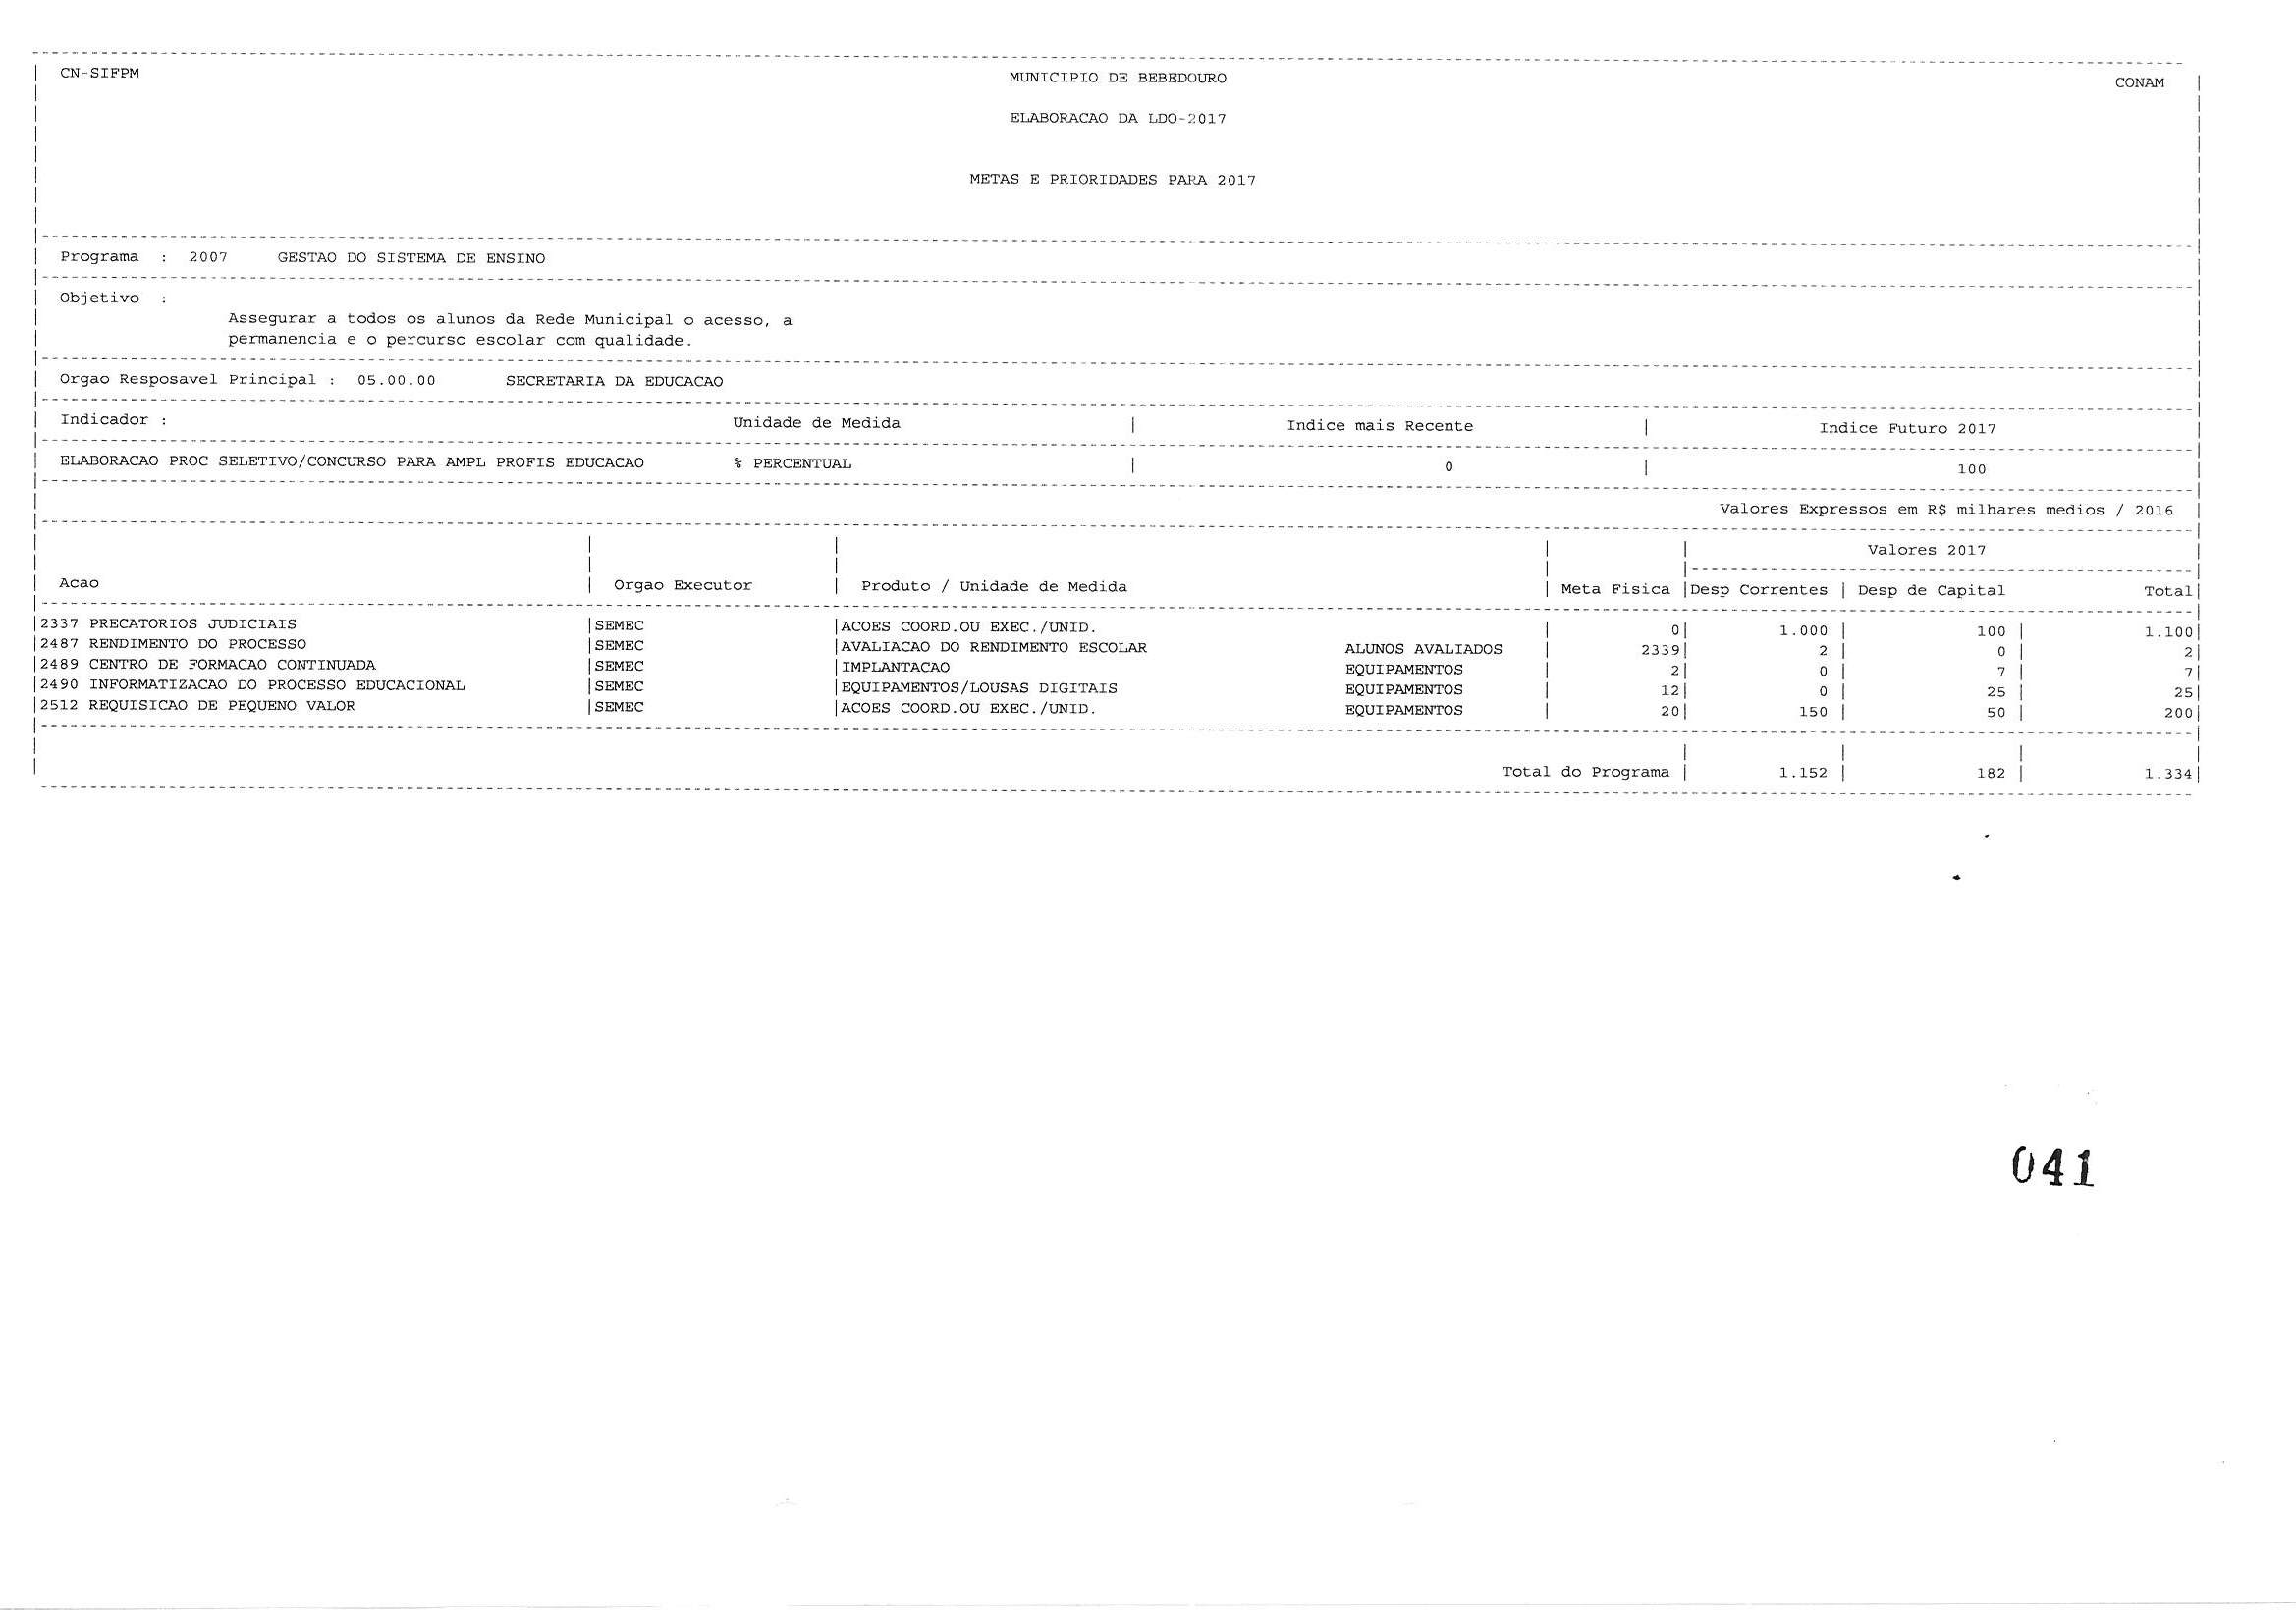 CN-SIFPM MUNICIPIO DE BEBEDOURO CONAM
ELABORACAO DA LDO-2017
METAS E PRIORIDADES PARA 2017
Programa : 2007 GESTAO DO SISTEMA DE ENSINO
Objetivo :
Assegurar a todos os alunos da Rede Municipal o acesso, a
permanencia e o percurso escolar com qualidade.
Orgao Resposavel Principal : 05.00.00 SECRETARIA DA EDUCACAO
Indicador : Unidade de Medida | Indice mais Recente | Indice Futuro 2017
ELABORACAO PROC SELETIVO/CONCURSO PARA AMPL PROFIS EDUCACAO % PERCENTUAL | 0 | 100
Valores Expressos em R$ milhares medios / 2016
Valores 2017
Acao | Orgao Executor | Produto / Unidade de Medida | Meta Fisica | Desp Correntes | Desp de Capital Total
2337 PRECATORIOS JUDICIAIS | SEMEC | ACOES COORD.OU EXEC./UNID. | 0 | 1.000 | 100 | 1.100
2487 RENDIMENTO DO PROCESSO | SEMEC | AVALIACAO DO RENDIMENTO ESCOLAR ALUNOS AVALIADOS | 2339 | 2 | 0 | 2
2489 CENTRO DE FORMACAO CONTINUADA | SEMEC | IMPLANTACAO EQUIPAMENTOS | 2 | 0 | 7 | 7
2490 INFORMATIZACAO DO PROCESSO EDUCACIONAL | SEMEC | EQUIPAMENTOS/LOUSAS DIGITAIS EQUIPAMENTOS | 12 | 0 | 25 | 25
2512 REQUISICAO DE PEQUENO VALOR | SEMEC | ACOES COORD.OU EXEC./UNID. EQUIPAMENTOS | 20 | 150 | 50 | 200
Total do Programa | 1.152 | 182 | 1.334
041